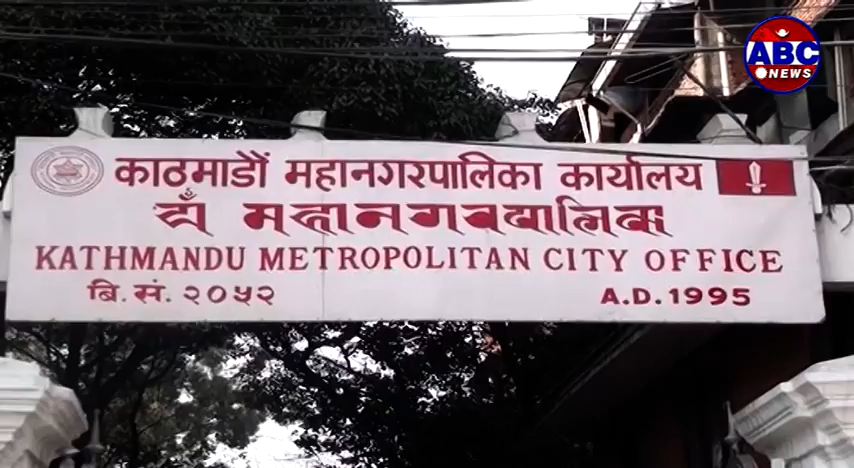 ABC
NEWS
काठमाडौं महानगरपालिका कार्यालय
KATHMANDU METROPOLITAN CITY OFFICE
बि. सं. २०५२
A.D. 1995